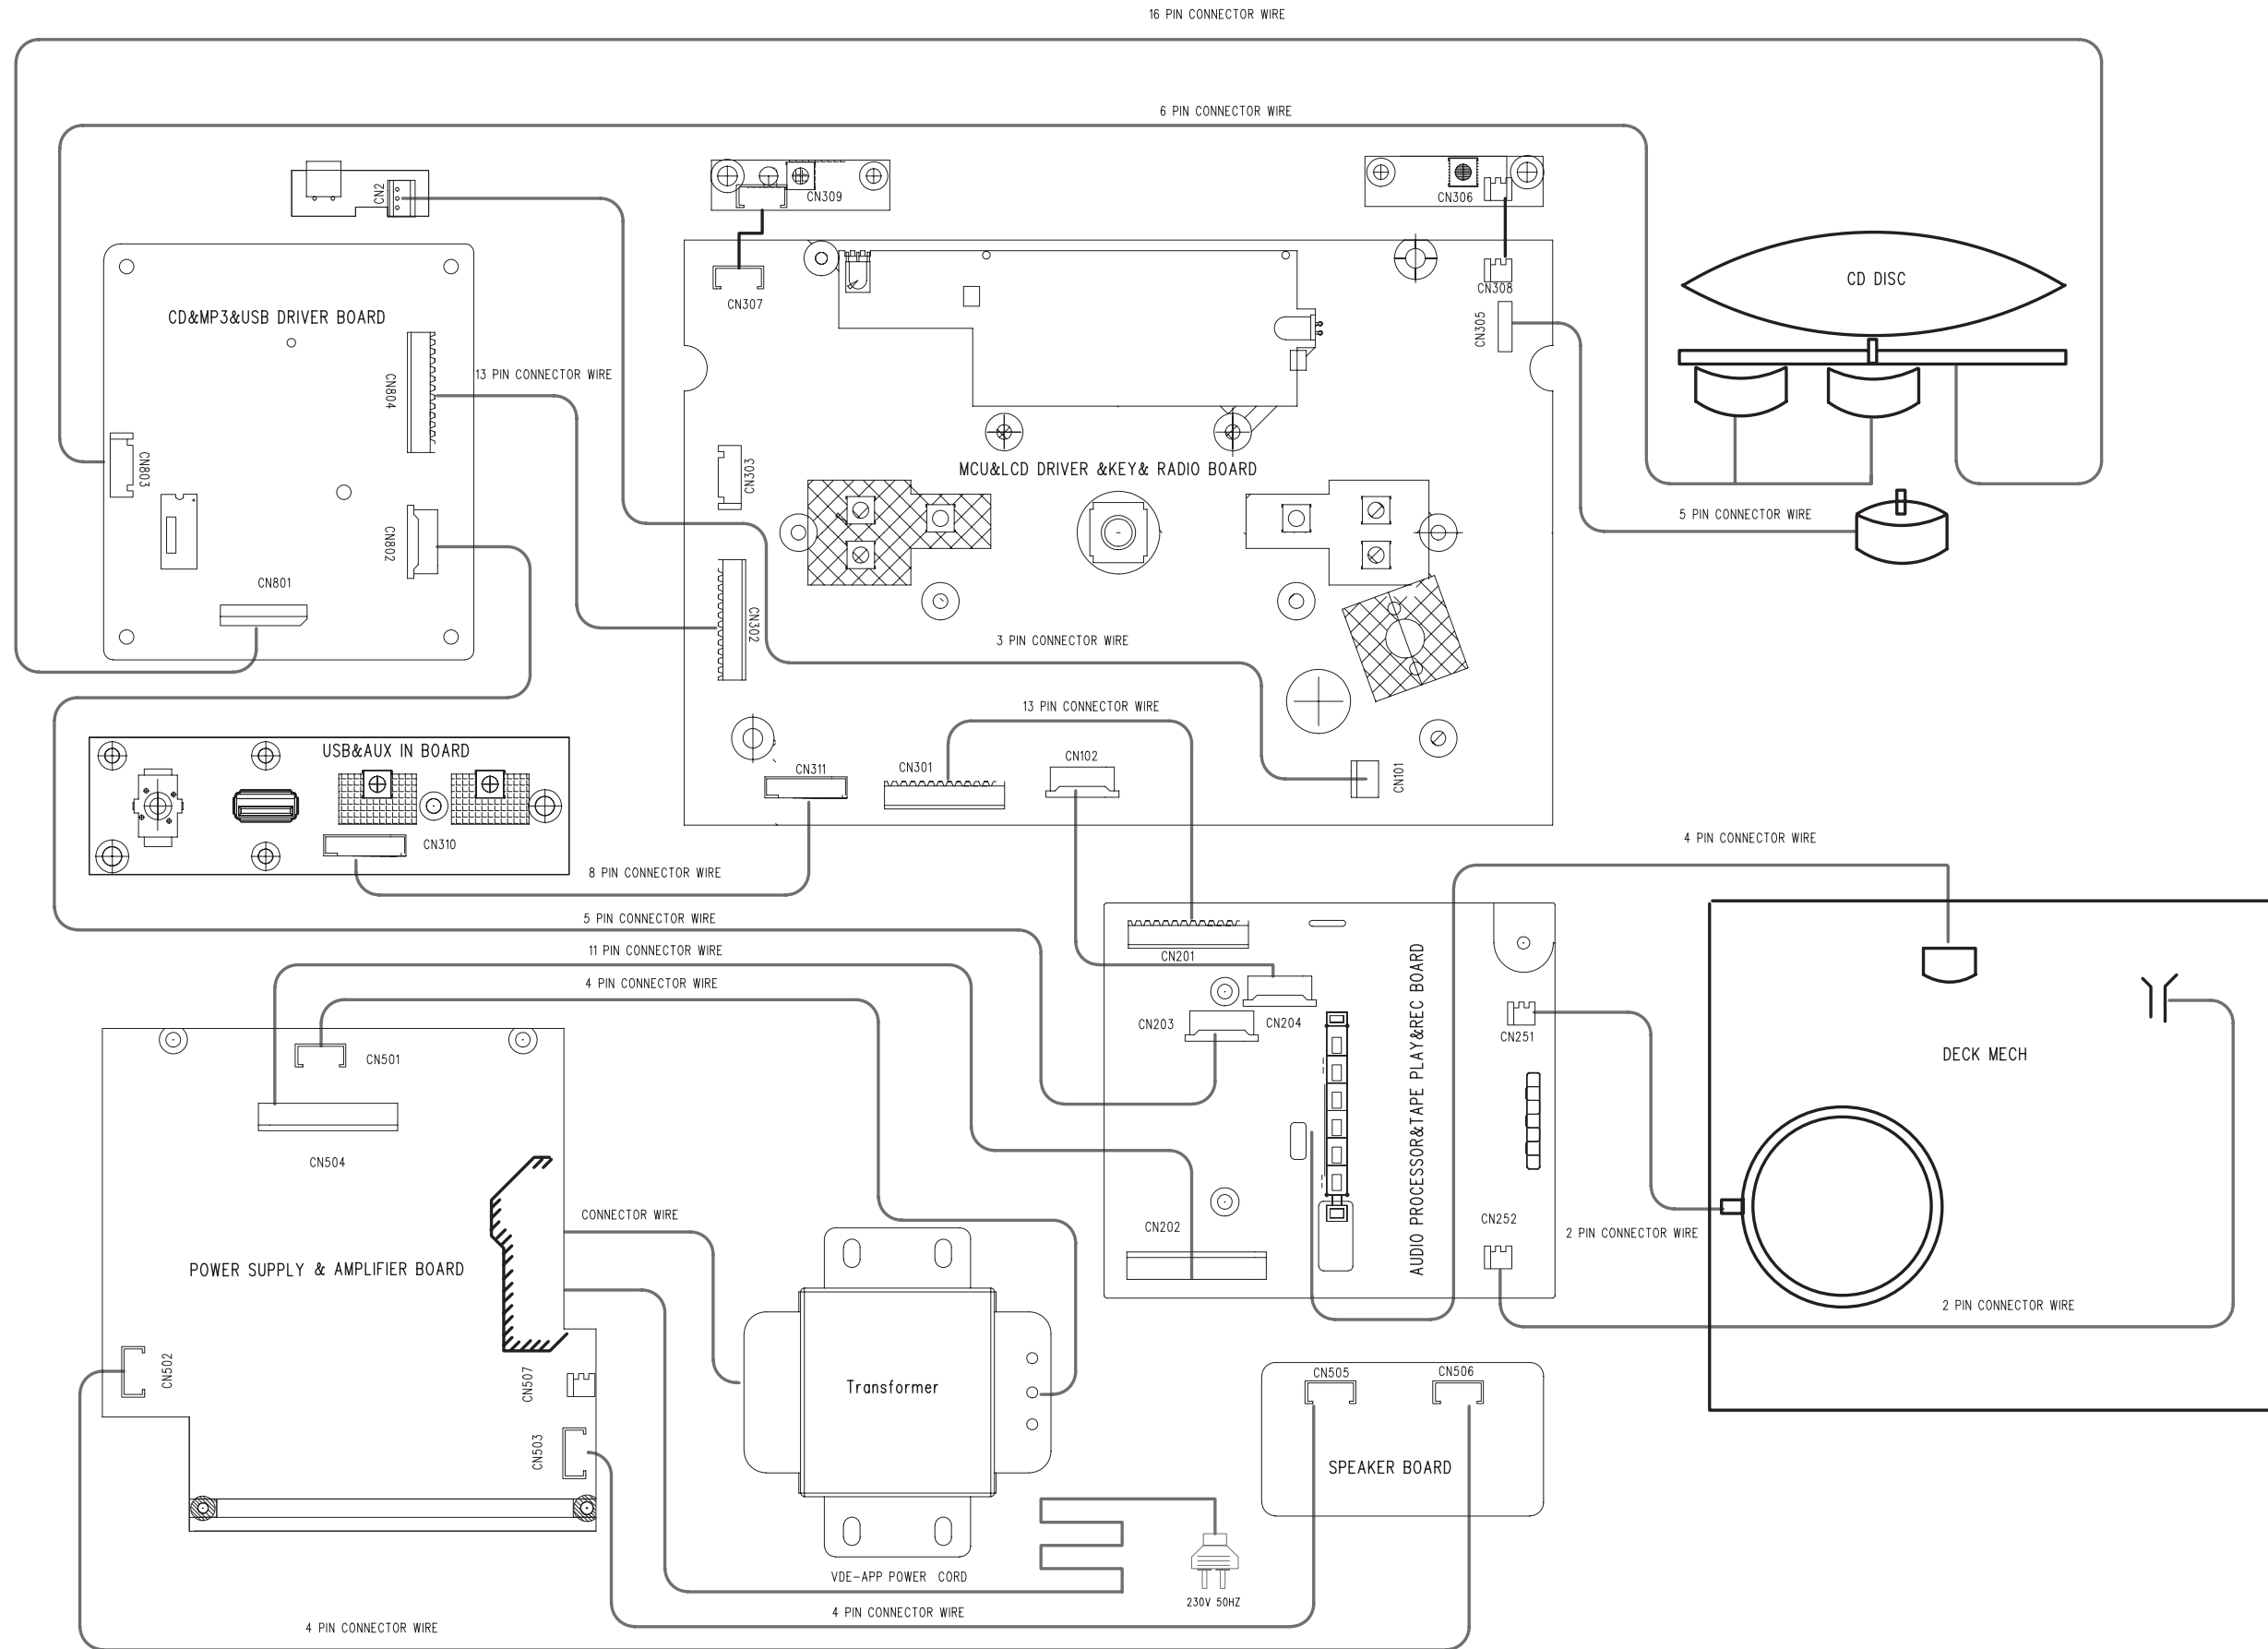 16 PIN CONNECTOR WIRE
6 PIN CONNECTOR WIRE
CN2
CN309
CN306
CD DISC
CN307
CN308
CN305
CD&MP3&USB DRIVER BOARD
13 PIN CONNECTOR WIRE
CN804
CN803
CN303
MCU&LCD DRIVER &KEY& RADIO BOARD
5 PIN CONNECTOR WIRE
CN802
CN801
CN302
3 PIN CONNECTOR WIRE
13 PIN CONNECTOR WIRE
USB&AUX IN BOARD
CN311
CN301
CN102
CN101
CN310
4 PIN CONNECTOR WIRE
8 PIN CONNECTOR WIRE
5 PIN CONNECTOR WIRE
11 PIN CONNECTOR WIRE
4 PIN CONNECTOR WIRE
CN201
AUDIO PROCESSOR&TAPE PLAY&REC BOARD
CN203
CN204
CN251
DECK MECH
CN501
CN504
CONNECTOR WIRE
CN202
CN252
2 PIN CONNECTOR WIRE
POWER SUPPLY & AMPLIFIER BOARD
2 PIN CONNECTOR WIRE
CN502
CN507
Transformer
CN505
CN506
CN503
SPEAKER BOARD
VDE-APP POWER CORD
230V 50HZ
4 PIN CONNECTOR WIRE
4 PIN CONNECTOR WIRE